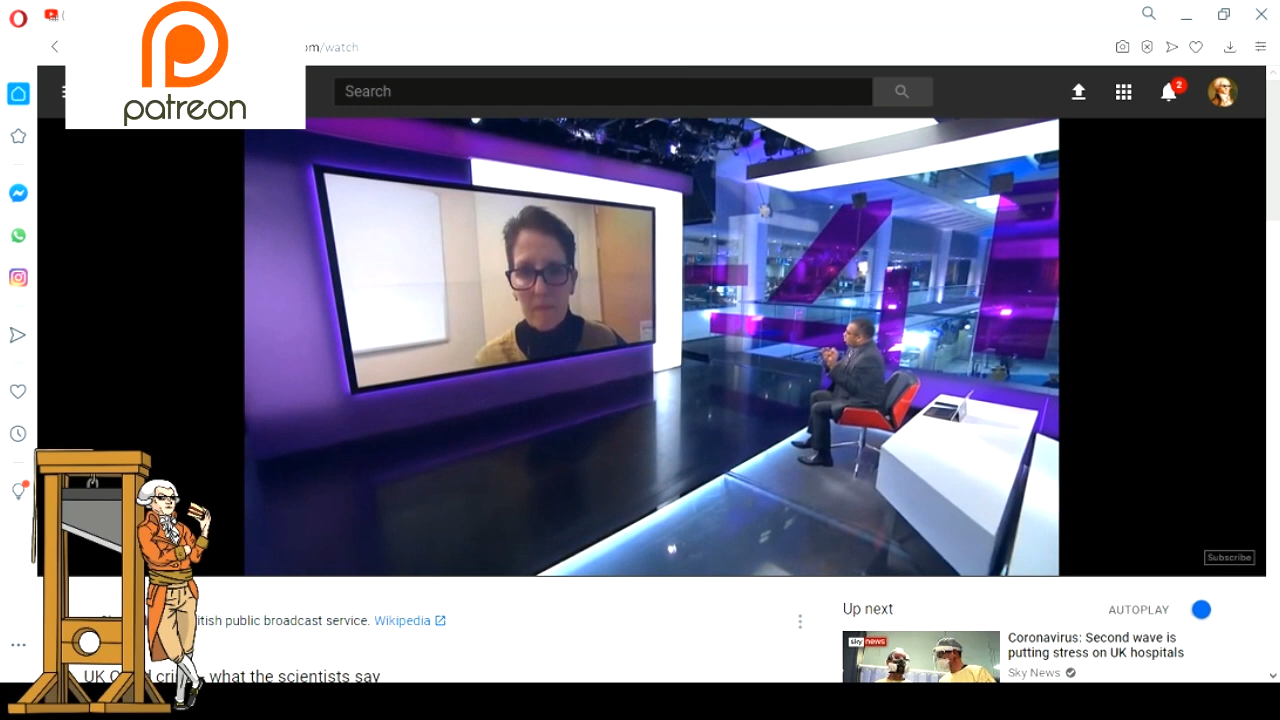 om/watch
patreon
Search
2
4
Subscribe
itish public broadcast service. Wikipedia
Up next
AUTOPLAY
sky news
Coronavirus: Second wave is
putting stress on UK hospitals
Sky News
what the scientists say